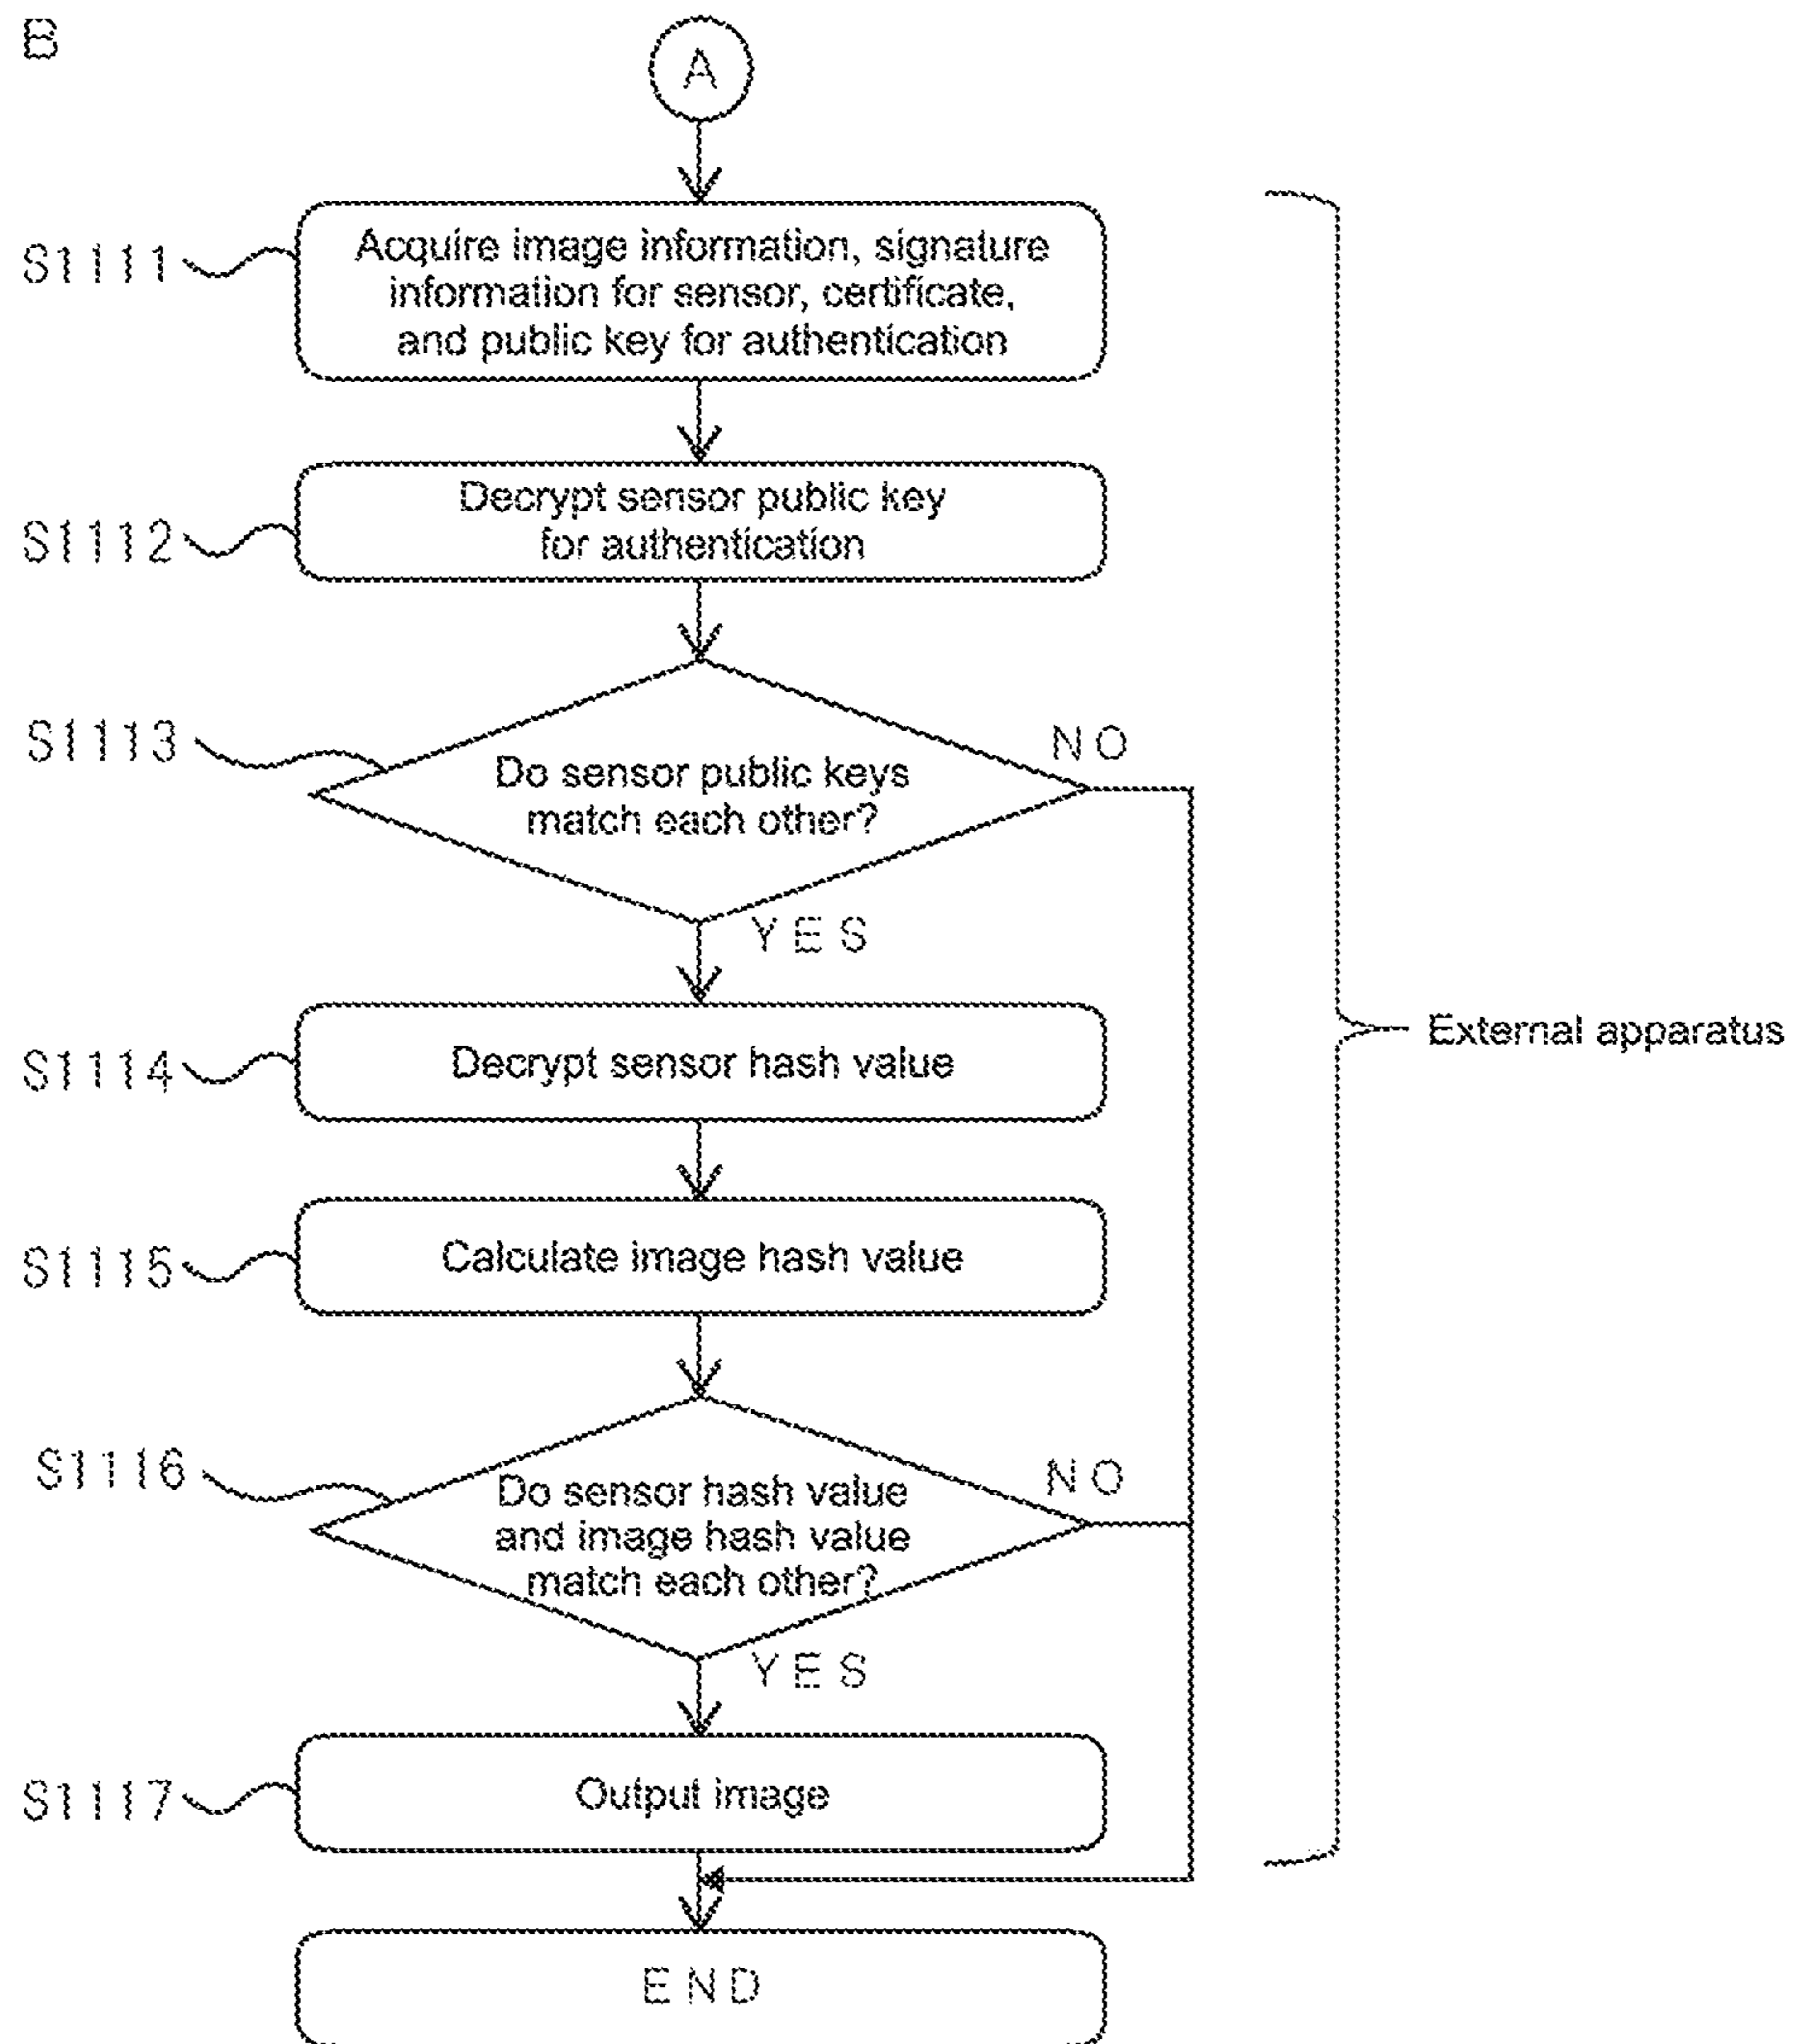 B
A
S1111
Acquire image information, signature
information for sensor, certificate,
and public key for authentication
S1112
Decrypt sensor public key
for authentication
S1113
Do sensor public keys
match each other?
NO
YES
S1114
Decrypt sensor hash value
External apparatus
S1115
Calculate image hash value
S1116
Do sensor hash value
and image hash value
match each other?
NO
YES
S1117
Output image
END